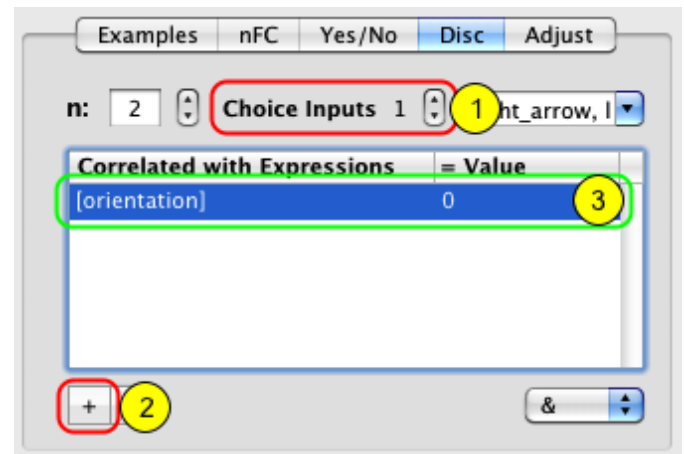 Examples nFC Yes/No Disc Adjust
n: 2 Choice Inputs 1 1 ht_arrow, l
Correlated with Expressions = Value
[orientation] 0 3
+ 2 &